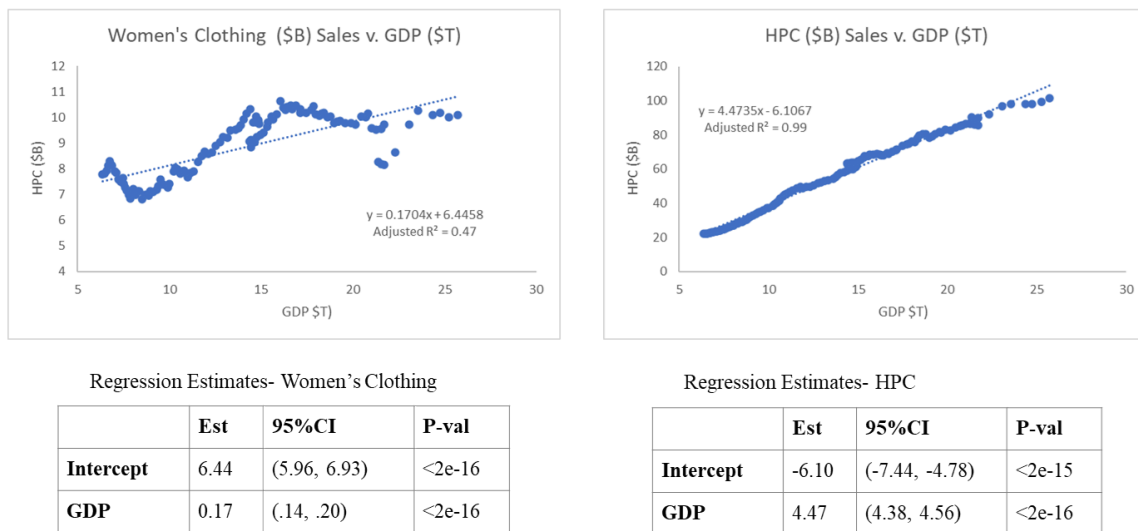 Women's Clothing ($B) Sales v. GDP ($T)
12
11
10
9
8
7
6
5
4
HPC ($B)
y = 0.1704x + 6.4458
Adjusted R² = 0.47
5
10
15
20
25
30
GDP $T)
HPC ($B) Sales v. GDP ($T)
120
100
80
60
40
20
0
HPC ($B)
y = 4.4735x - 6.1067
Adjusted R² = 0.99
5
10
15
20
25
30
GDP $T)
Regression Estimates- Women’s Clothing
Est 95%CI P-val
Intercept 6.44 (5.96, 6.93) <2e-16
GDP 0.17 (.14, .20) <2e-16
Regression Estimates- HPC
Est 95%CI P-val
Intercept -6.10 (-7.44, -4.78) <2e-15
GDP 4.47 (4.38, 4.56) <2e-16